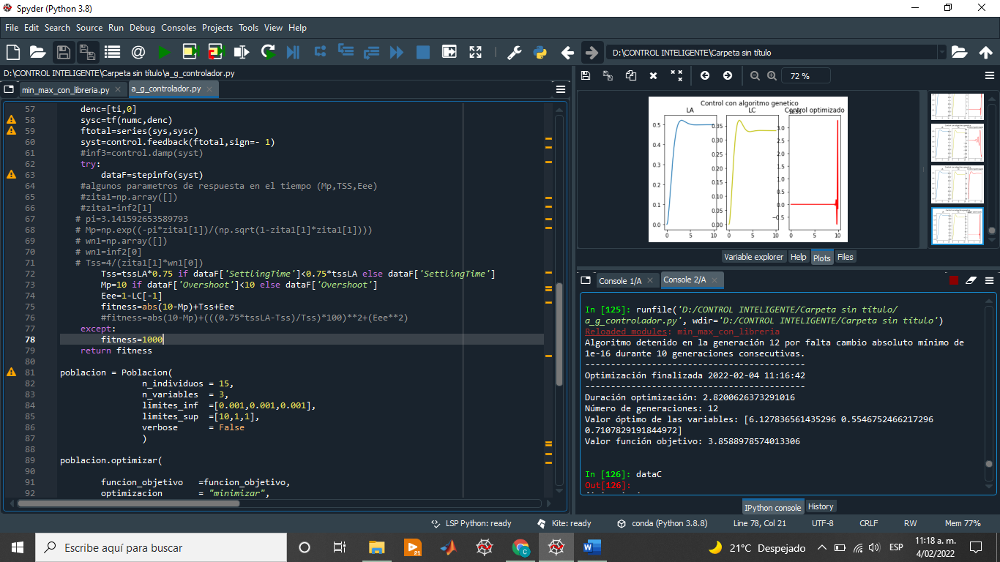 Spyder (Python 3.8)
File Edit Search Source Run Debug Consoles Projects Tools View Help
D:\CONTROL INTELIGENTE\Carpeta sin título
D:\CONTROL INTELIGENTE\Carpeta sin título\a_g_controlador.py
min_max_con_libreria.py
a_g_controlador.py
57 denc=[ti,0]
58 sysc=tf(numc,denc)
59 ftotal=series(sys,sysc)
60 syst=control.feedback(ftotal,sign=- 1)
61 #inf3=control.damp(syst)
62 try:
63 dataF=stepinfo(syst)
64 #algunos parametros de respuesta en el tiempo (Mp,TSS,Eee)
65 #zita1=np.array([])
66 #zita1=inf2[1]
67 # pi=3.141592653589793
68 # Mp=np.exp((-pi*zita1[1])/(np.sqrt(1-zita1[1]*zita1[1])))
69 # wn1=np.array([])
70 # wn1=inf2[0]
71 # Tss=4/(zita1[1]*wn1[0])
72 Tss=tssLA*0.75 if dataF['SettlingTime']<0.75*tssLA else dataF['SettlingTime']
73 Mp=10 if dataF['Overshoot']<10 else dataF['Overshoot']
74 Eee=1-LC[-1]
75 fitness=abs(10-Mp)+Tss+Eee
76 #fitness=abs(10-Mp)+(((0.75*tssLA-Tss)/Tss)*100)**2+(Eee**2)
77 except:
78 fitness=1000
79 return fitness
80
81 poblacion = Poblacion(
82 n_individuos = 15,
83 n_variables = 3,
84 limites_inf =[0.001,0.001,0.001],
85 limites_sup =[10,1,1],
86 verbose = False
87 )
88
89 poblacion.optimizar(
90
91 funcion_objetivo =funcion_objetivo,
92 optimizacion = "minimizar",
72 %
Control con algoritmo genetico
LA LC Control optimizado
0.5
0.4
0.3
0.2
0.1
0.0
0 5 10
0.35
0.30
0.25
0.20
0.15
0.10
0.05
0.00
0 5 10
3.0
2.5
2.0
1.5
1.0
0.5
0.0
−0.5
0 5 10
Variable explorer Help Plots Files
Console 1/A
Console 2/A
In [125]: runfile('D:/CONTROL INTELIGENTE/Carpeta sin título/
a_g_controlador.py', wdir='D:/CONTROL INTELIGENTE/Carpeta sin título')
Reloaded modules: min_max_con_libreria
Algoritmo detenido en la generación 12 por falta cambio absoluto mínimo de
1e-16 durante 10 generaciones consecutivas.
-------------------------------------------
Optimización finalizada 2022-02-04 11:16:42
-------------------------------------------
Duración optimización: 2.8200626373291016
Número de generaciones: 12
Valor óptimo de las variables: [6.127836561435296 0.5546752466217296
0.7107829191844972]
Valor función objetivo: 3.8588978574013306
In [126]: dataC
Out[126]:
IPython console History
LSP Python: ready Kite: ready conda (Python 3.8.8) Line 78, Col 21 UTF-8 CRLF RW Mem 77%
Escribe aquí para buscar
21°C Despejado
ESP
11:18 a. m.
4/02/2022